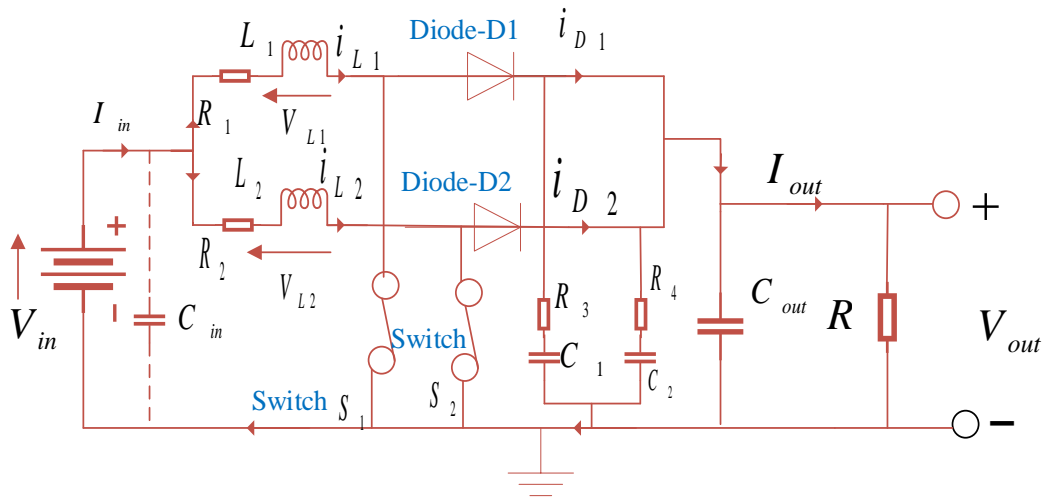 L 1
i L 1
Diode-D1
i D 1
I in
R 1
V L 1
L 2
i L 2
Diode-D2
i D 2
I out
+
+
R 2
V L 2
R 3
R 4
C out
R
V in
-
C in
Switch
C 1
C 2
V out
Switch
S 1
S 2
-